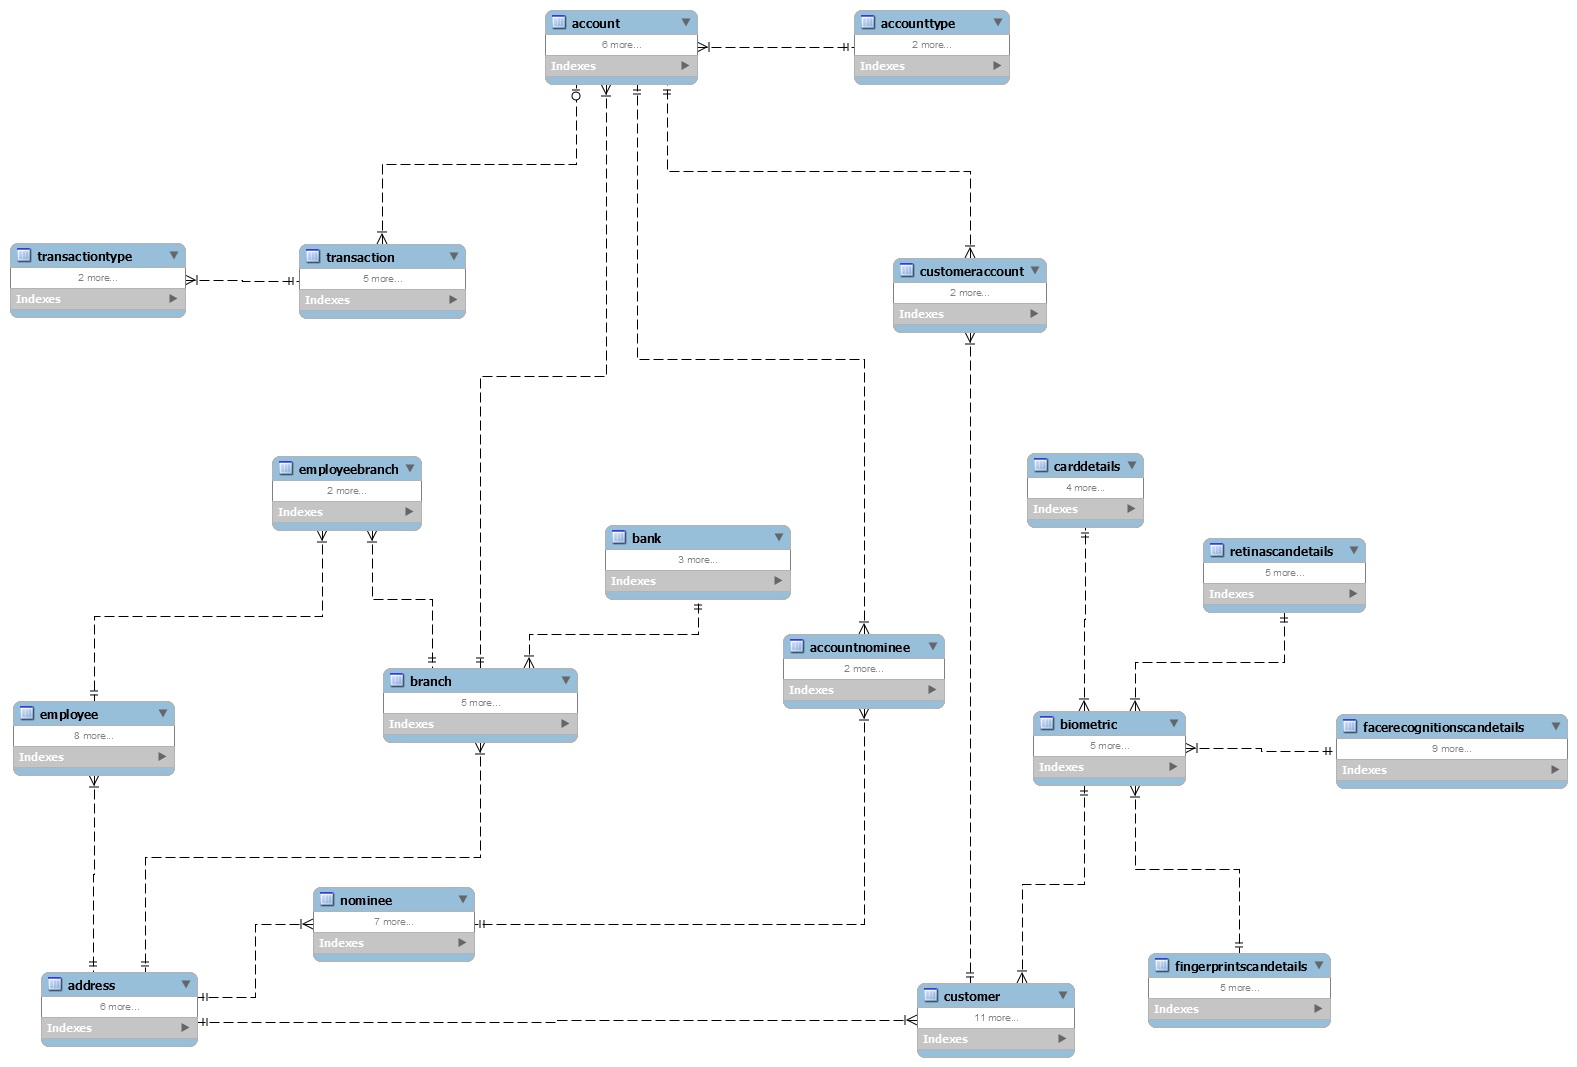 account
6 more...
Indexes
accounttype
2 more...
Indexes
transactiontype
2 more...
Indexes
transaction
5 more...
Indexes
customeraccount
2 more...
Indexes
employeebranch
2 more...
Indexes
carddetails
4 more...
Indexes
bank
3 more...
Indexes
retinascandetails
5 more...
Indexes
accountnominee
2 more...
Indexes
branch
5 more...
Indexes
employee
8 more...
Indexes
biometric
5 more...
Indexes
facerecognitionscandetails
9 more...
Indexes
nominee
7 more...
Indexes
fingerprintscandetails
5 more...
Indexes
address
6 more...
Indexes
customer
11 more...
Indexes